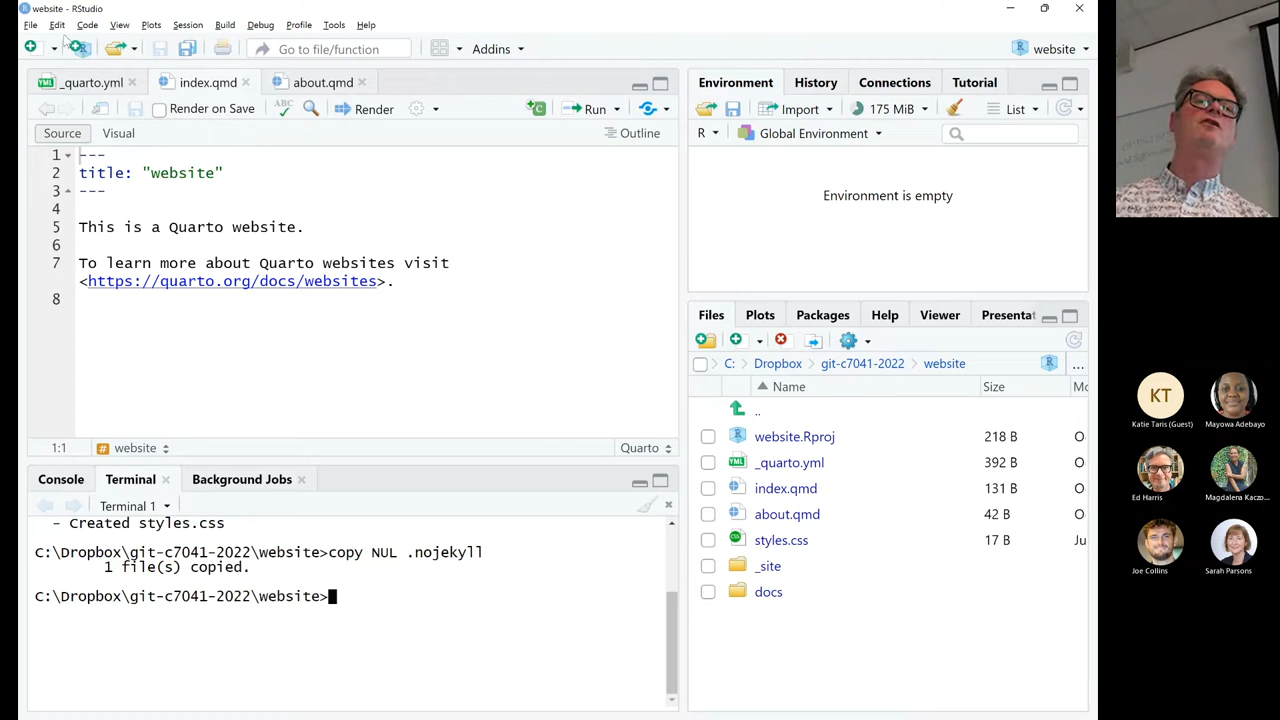 website - RStudio
File Edit Code View Plots Session Build Debug Profile Tools Help
Go to file/function Addins website
_quarto.yml index.qmd about.qmd
Render on Save ABC Render Run
Source Visual Outline
1 ---
2 title: "website"
3 ---
4
5 This is a Quarto website.
6
7 To learn more about Quarto websites visit
<https://quarto.org/docs/websites>.
8
1:1 website Quarto
Console Terminal Background Jobs
Terminal 1
- Created styles.css
C:\Dropbox\git-c7041-2022\website>copy NUL .nojekyll
1 file(s) copied.
C:\Dropbox\git-c7041-2022\website>
Environment History Connections Tutorial
Import 175 MiB List
R Global Environment
Environment is empty
Files Plots Packages Help Viewer Presentat
C: Dropbox git-c7041-2022 website ...
Name Size Mo
..
website.Rproj 218 B O
YML _quarto.yml 392 B O
index.qmd 131 B O
about.qmd 42 B O
CSS styles.css 17 B Ju
_site
docs
KT
Katie Taris (Guest) Mayowa Adebayo
Ed Harris Magdalena Kaczo...
Joe Collins Sarah Parsons